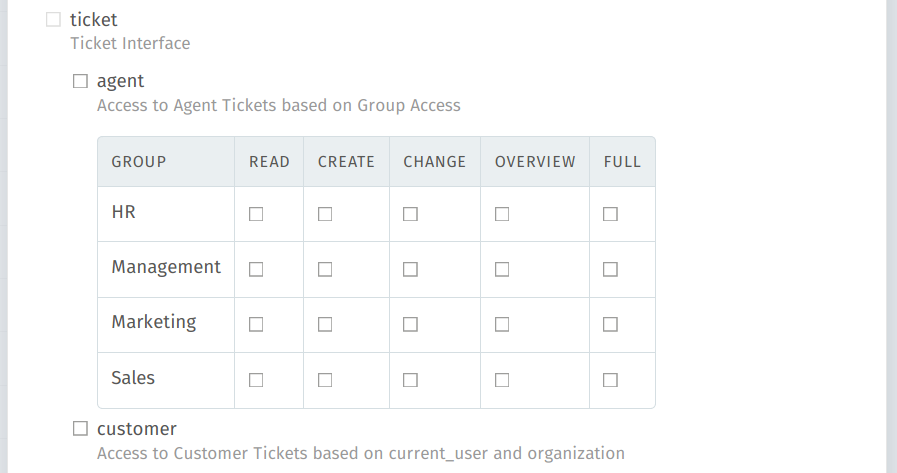 ticket
Ticket Interface
agent
Access to Agent Tickets based on Group Access
GROUP READ CREATE CHANGE OVERVIEW FULL
HR
Management
Marketing
Sales
customer
Access to Customer Tickets based on current_user and organization